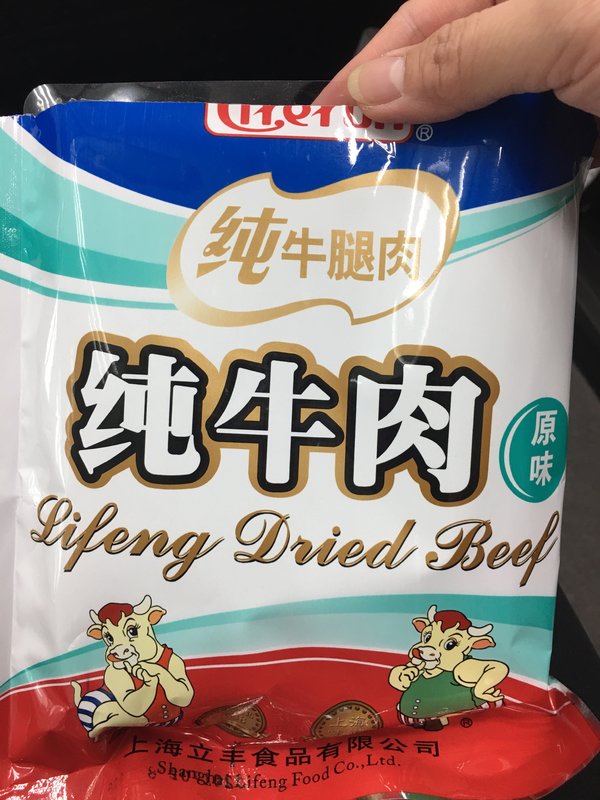 ®
纯牛腿肉
纯牛肉
原味
Lifeng Dried Beef
®
上海立丰食品有限公司
Shanghai Lifeng Food Co.,Ltd.